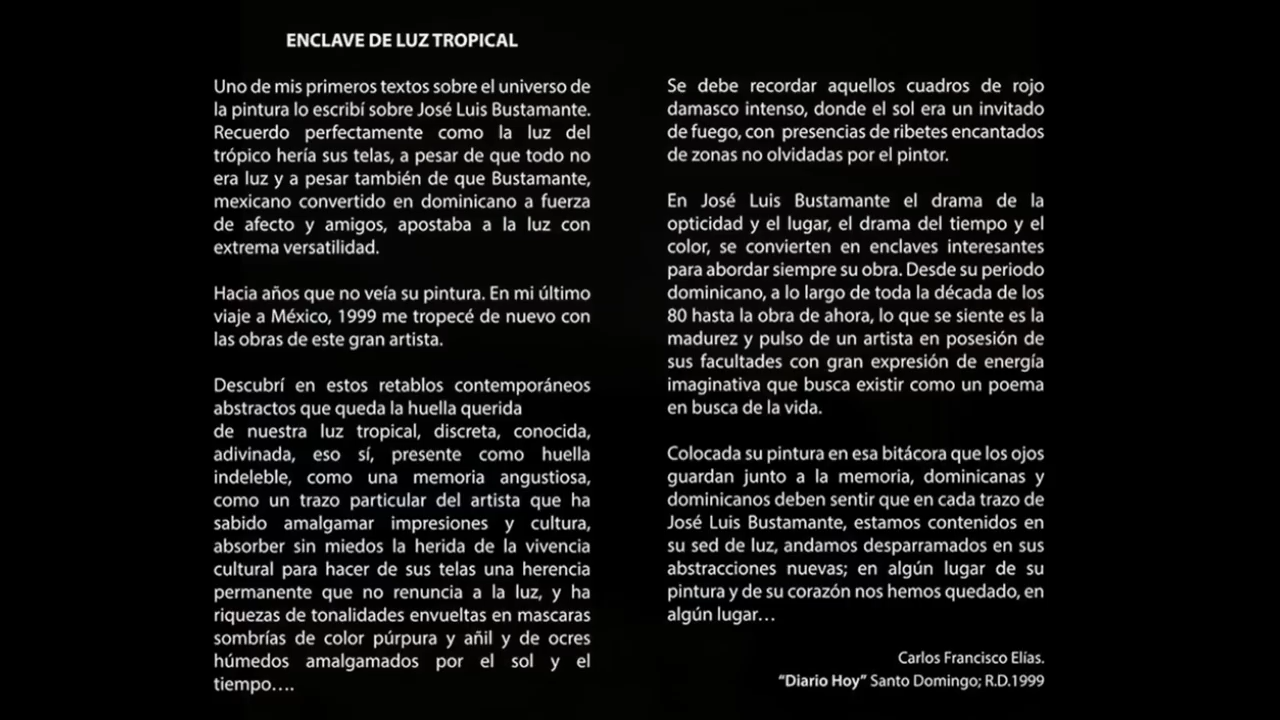 ENCLAVE DE LUZ TROPICAL
Uno de mis primeros textos sobre el universo de
la pintura lo escribí sobre José Luis Bustamante.
Recuerdo perfectamente como la luz del
trópico hería sus telas, a pesar de que todo no
era luz y a pesar también de que Bustamante,
mexicano convertido en dominicano a fuerza
de afecto y amigos, apostaba a la luz con
extrema versatilidad.
Hacia años que no veía su pintura. En mi último
viaje a México, 1999 me tropecé de nuevo con
las obras de este gran artista.
Descubrí en estos retablos contemporáneos
abstractos que queda la huella querida
de nuestra luz tropical, discreta, conocida,
adivinada, eso sí, presente como huella
indeleble, como una memoria angustiosa,
como un trazo particular del artista que ha
sabido amalgamar impresiones y cultura,
absorber sin miedos la herida de la vivencia
cultural para hacer de sus telas una herencia
permanente que no renuncia a la luz, y ha
riquezas de tonalidades envueltas en mascaras
sombrías de color púrpura y añil y de ocres
húmedos amalgamados por el sol y el
tiempo….
Se debe recordar aquellos cuadros de rojo
damasco intenso, donde el sol era un invitado
de fuego, con presencias de ribetes encantados
de zonas no olvidadas por el pintor.
En José Luis Bustamante el drama de la
opticidad y el lugar, el drama del tiempo y el
color, se convierten en enclaves interesantes
para abordar siempre su obra. Desde su periodo
dominicano, a lo largo de toda la década de los
80 hasta la obra de ahora, lo que se siente es la
madurez y pulso de un artista en posesión de
sus facultades con gran expresión de energía
imaginativa que busca existir como un poema
en busca de la vida.
Colocada su pintura en esa bitácora que los ojos
guardan junto a la memoria, dominicanas y
dominicanos deben sentir que en cada trazo de
José Luis Bustamante, estamos contenidos en
su sed de luz, andamos desparramados en sus
abstracciones nuevas; en algún lugar de su
pintura y de su corazón nos hemos quedado, en
algún lugar…
Carlos Francisco Elías.
“Diario Hoy” Santo Domingo; R.D.1999